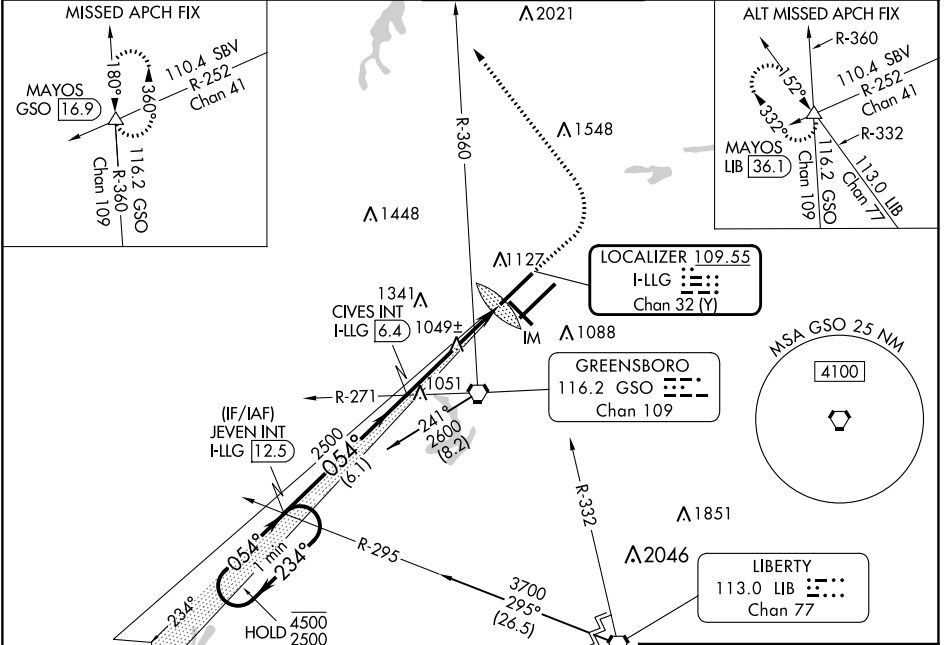 MISSED APCH FIX
MAYOS
GSO 16.9
180°
360°
110.4 SBV
R-252
Chan 41
116.2 GSO
R-360
Chan 109
ALT MISSED APCH FIX
R-360
110.4 SBV
R-252
Chan 41
152°
332°
R-332
MAYOS
LIB 36.1
116.2 GSO
Chan 109
113.0 LIB
Chan 77
2021
R-360
1548
1448
1127
LOCALIZER 109.55
I-LLG
Chan 32 (Y)
1341
CIVES INT
I-LLG 6.4
1049±
IM
1088
MSA GSO 25 NM
4100
GREENSBORO
116.2 GSO
Chan 109
R-271
1051
241°
2600
(8.2)
(IF/IAF)
JEVEN INT
I-LLG 12.5
2500
054°
(6.1)
R-332
1851
R-295
054°
1 min
234°
2046
LIBERTY
113.0 LIB
Chan 77
3700
295°
(26.5)
234°
HOLD 4500
2500